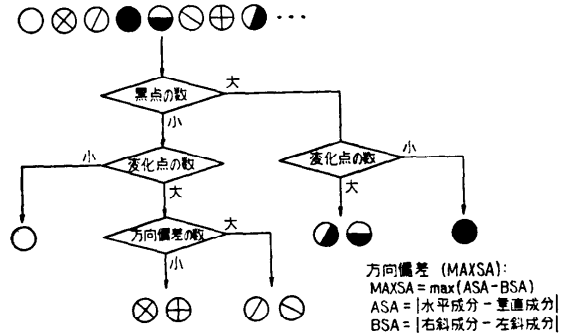 ...
黒点の数
大
小
変化点の数
小
大
変化点の数
小
大
方向偏差の数
大
小
方向偏差 (MAXSA):
MAXSA = max(ASA-BSA)
ASA = |水平成分 - 垂直成分|
BSA = |右斜成分 - 左斜成分|